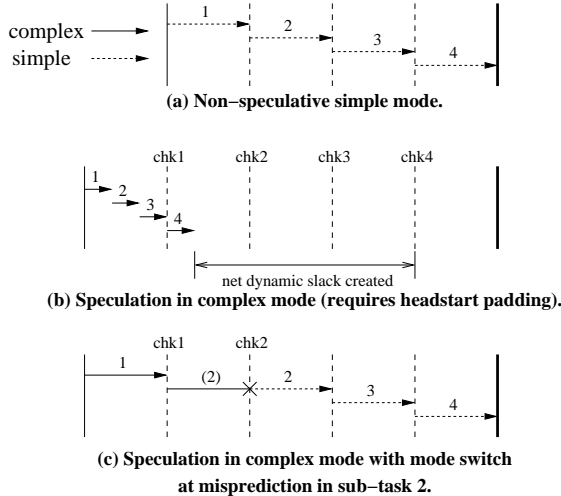 complex
simple
1
2
3
4
(a) Non−speculative simple mode.
chk1 chk2 chk3 chk4
1
2
3
4
net dynamic slack created
(b) Speculation in complex mode (requires headstart padding).
chk1 chk2
1
(2)
2
3
4
(c) Speculation in complex mode with mode switch
at misprediction in sub−task 2.